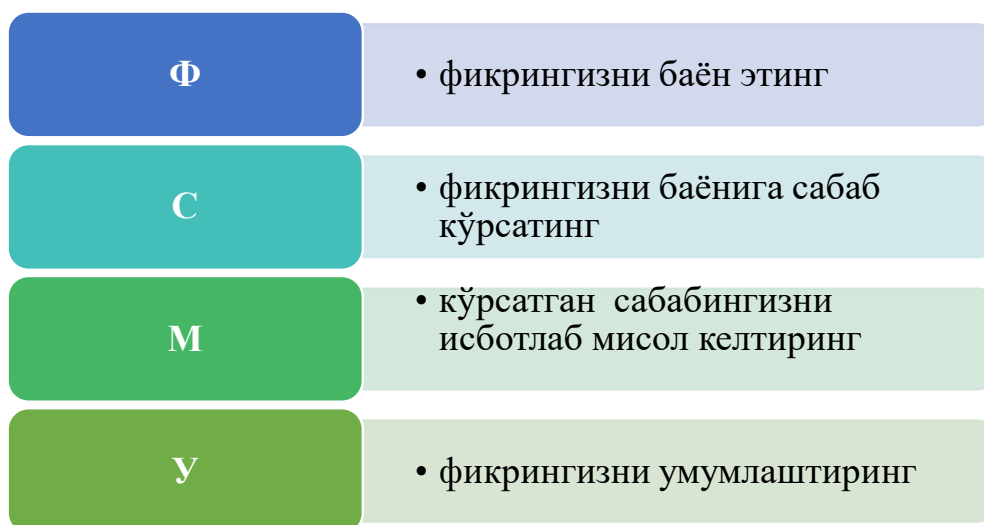 Ф
• фикрингизни баён этинг
С
• фикрингизни баёнига сабаб
кўрсатинг
М
• кўрсатган сабабингизни
исботлаб мисол келтиринг
У
• фикрингизни умумлаштиринг